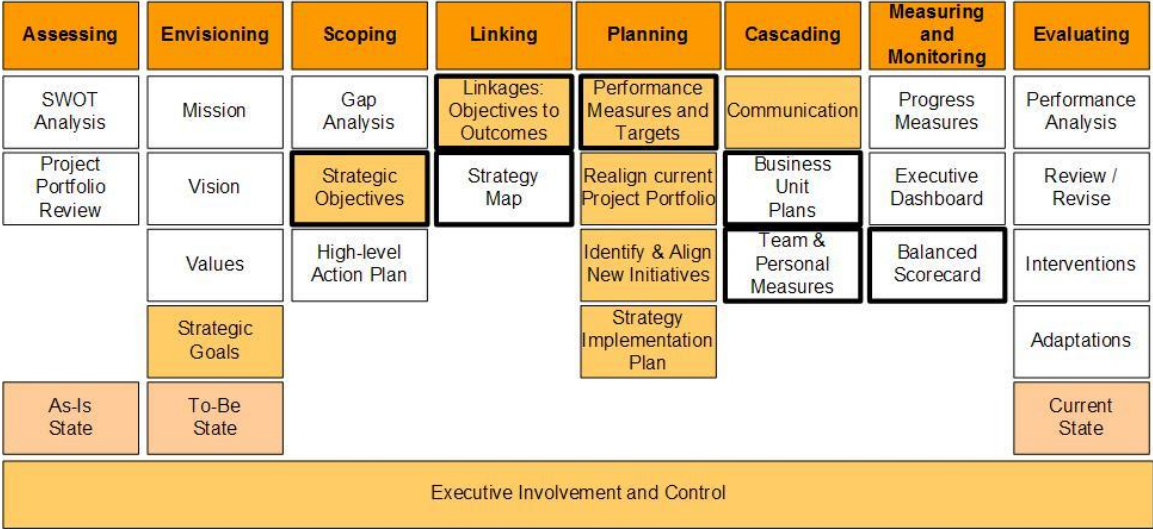 Assessing
Envisioning
Scoping
Linking
Planning
Cascading
Measuring
and
Monitoring
Evaluating
SWOT
Analysis
Mission
Gap
Analysis
Linkages:
Objectives to
Outcomes
Performance
Measures and
Targets
Communication
Progress
Measures
Performance
Analysis
Project
Portfolio
Review
Vision
Strategic
Objectives
Strategy
Map
Realign current
Project Portfolio
Business
Unit
Plans
Executive
Dashboard
Review /
Revise
Values
High-level
Action Plan
Identify & Align
New Initiatives
Team &
Personal
Measures
Balanced
Scorecard
Interventions
Strategic
Goals
Strategy
Implementation
Plan
Adaptations
As-Is
State
To-Be
State
Current
State
Executive Involvement and Control